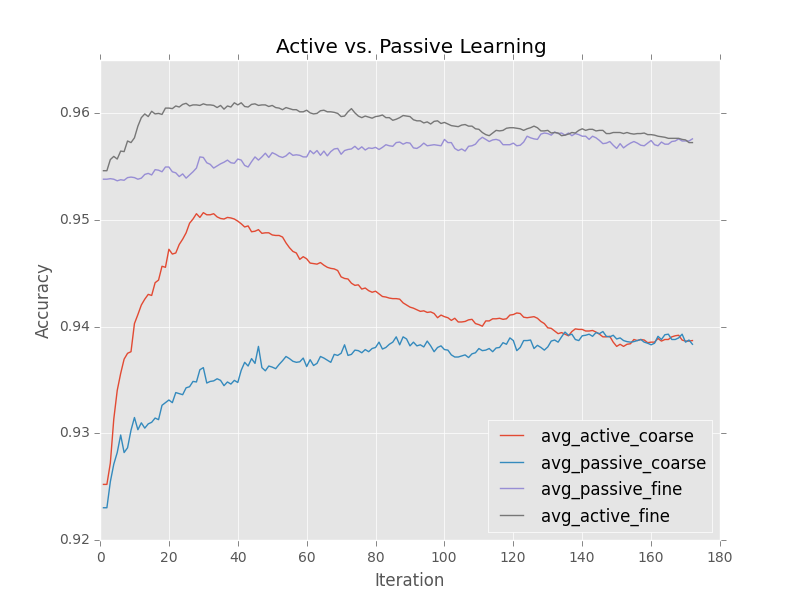 Active vs. Passive Learning
0.96
0.95
0.94
0.93
0.92
Accuracy
avg_active_coarse
avg_passive_coarse
avg_passive_fine
avg_active_fine
0 20 40 60 80 100 120 140 160 180
Iteration